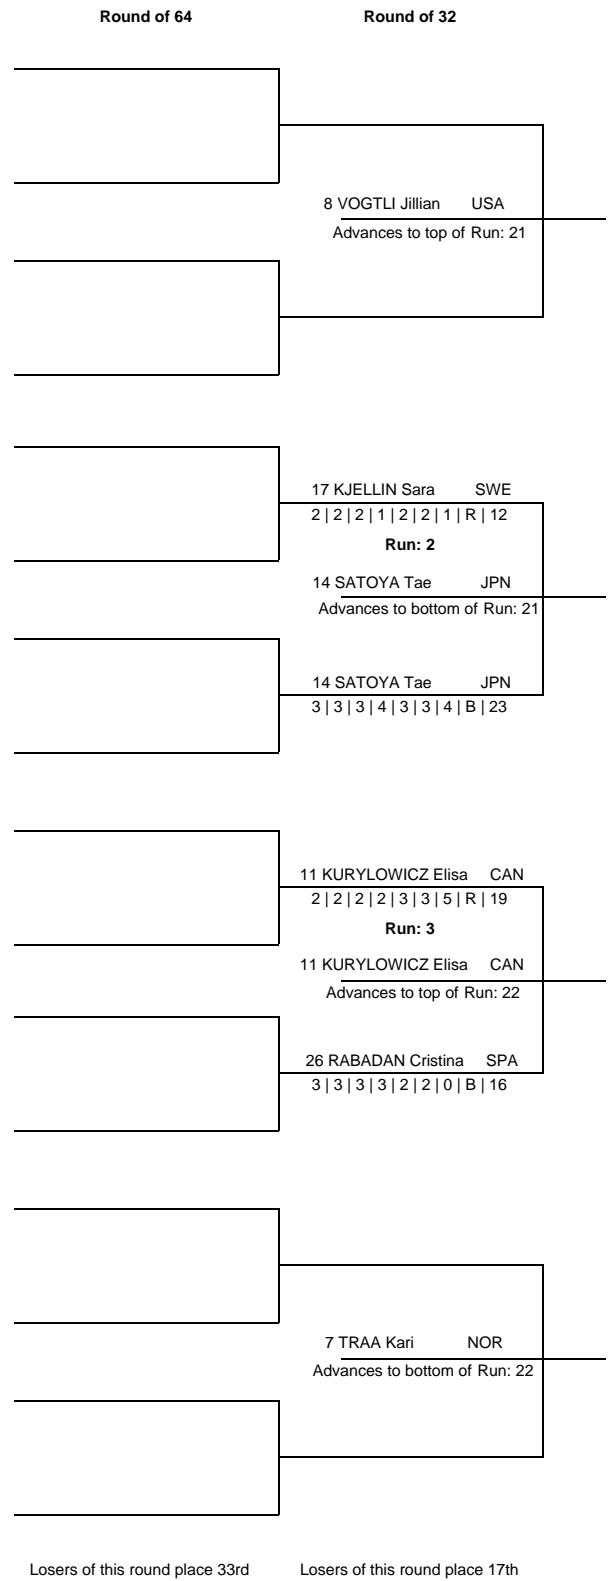 Round of 64 Round of 32
8 VOGTLI Jillian USA
Advances to top of Run: 21
17 KJELLIN Sara SWE
2 | 2 | 2 | 1 | 2 | 2 | 1 | R | 12
Run: 2
14 SATOYA Tae JPN
Advances to bottom of Run: 21
14 SATOYA Tae JPN
3 | 3 | 3 | 4 | 3 | 3 | 4 | B | 23
11 KURYLOWICZ Elisa CAN
2 | 2 | 2 | 2 | 3 | 3 | 5 | R | 19
Run: 3
11 KURYLOWICZ Elisa CAN
Advances to top of Run: 22
26 RABADAN Cristina SPA
3 | 3 | 3 | 3 | 2 | 2 | 0 | B | 16
7 TRAA Kari NOR
Advances to bottom of Run: 22
Losers of this round place 33rd Losers of this round place 17th